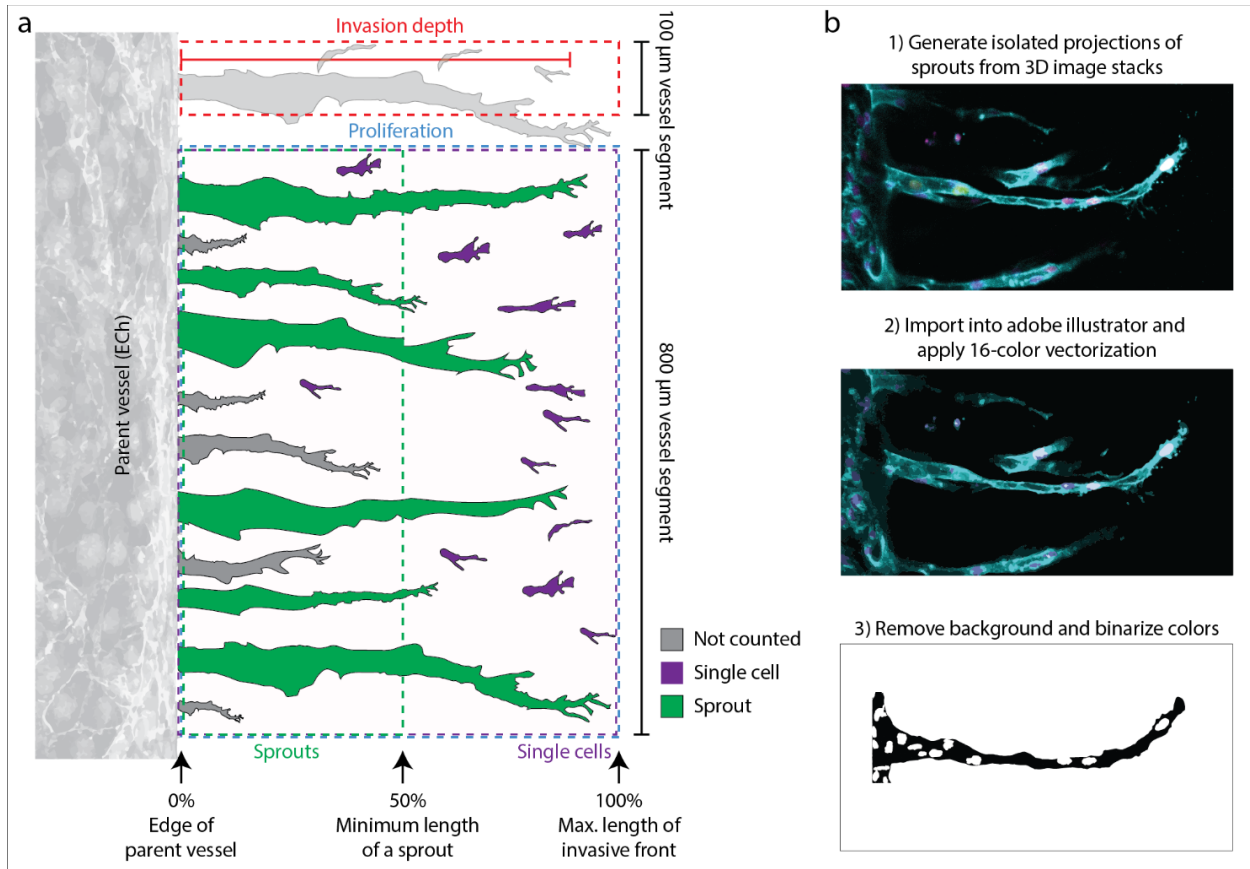 a
Invasion depth
100 µm vessel segment
Proliferation
Parent vessel (ECh)
800 µm vessel segment
Not counted
Single cell
Sprout
Sprouts
Single cells
0%
50%
100%
Edge of
parent vessel
Minimum length
of a sprout
Max. length of
invasive front
b
1) Generate isolated projections of
sprouts from 3D image stacks
2) Import into adobe illustrator and
apply 16-color vectorization
3) Remove background and binarize colors